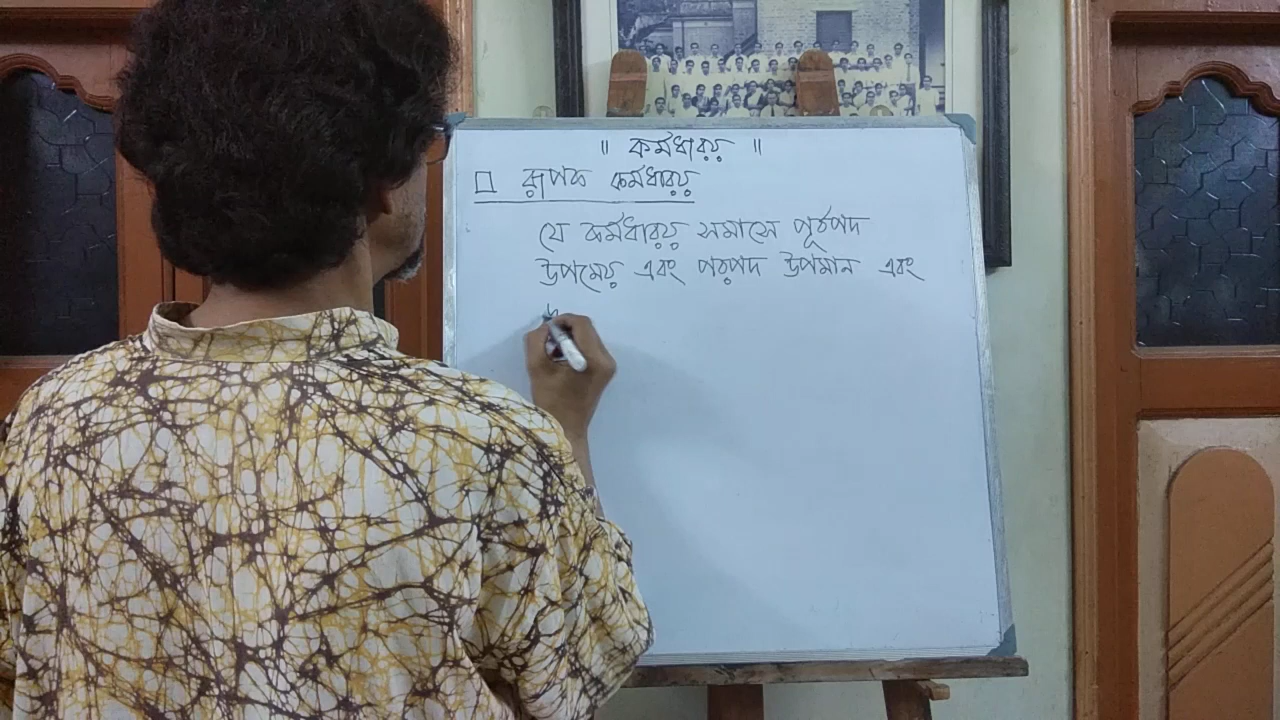 ॥ কর্মধারয় ॥
□ রূপক কর্মধারয়
যে কর্মধারয় সমাসে পূর্বপদ
উপমেয় এবং পরপদ উপমান এবং